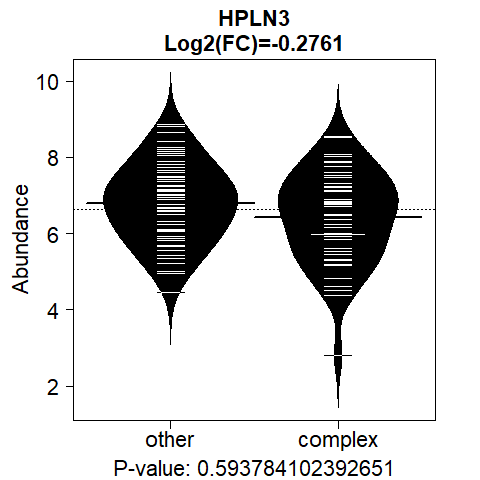 HPLN3
Log2(FC)=-0.2761
Abundance
10
8
6
4
2
other complex
P-value: 0.593784102392651